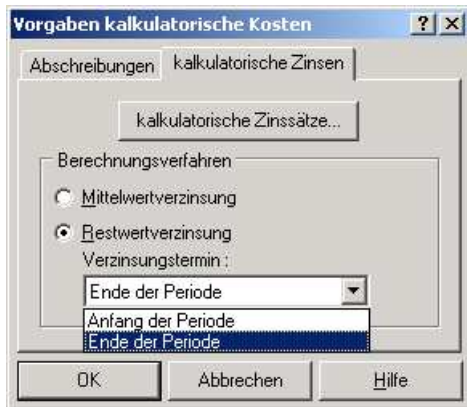 Vorgaben kalkulatorische Kosten
Abschreibungen kalkulatorische Zinsen
kalkulatorische Zinssätze...
Berechnungsverfahren
Mittelwertverzinsung
Restwertverzinsung
Verzinsungstermin :
Ende der Periode
Anfang der Periode
Ende der Periode
OK Abbrechen Hilfe